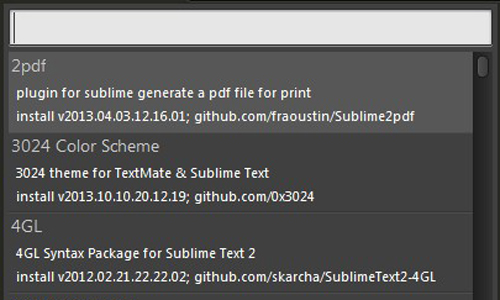 2pdf
plugin for sublime generate a pdf file for print
install v2013.04.03.12.16.01; github.com/fraoustin/Sublime2pdf
3024 Color Scheme
3024 theme for TextMate & Sublime Text
install v2013.10.10.20.12.19; github.com/0x3024
4GL
4GL Syntax Package for Sublime Text 2
install v2012.02.21.22.22.02; github.com/skarcha/SublimeText2-4GL